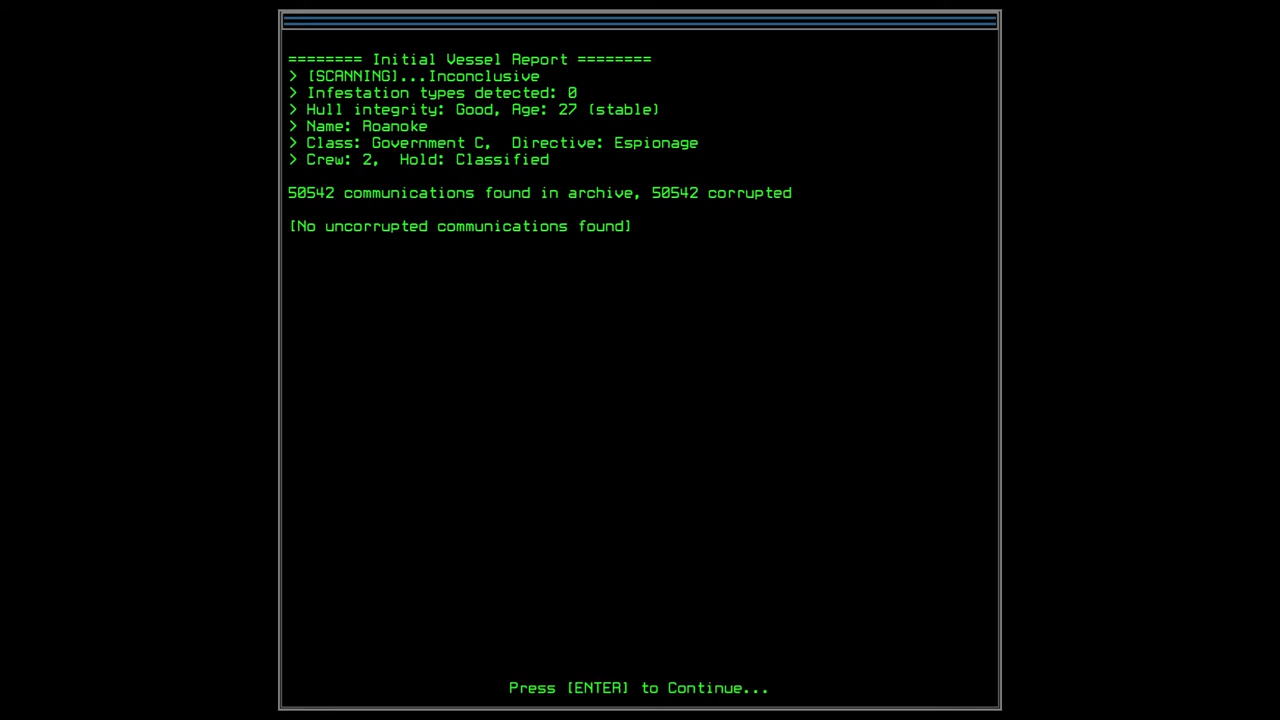 ======== Initial Vessel Report ========
> [SCANNING]...Inconclusive
> Infestation types detected: 0
> Hull integrity: Good, Age: 27 (stable)
> Name: Roanoke
> Class: Government C,  Directive: Espionage
> Crew: 2,  Hold: Classified
50542 communications found in archive, 50542 corrupted
[No uncorrupted communications found]
Press [ENTER] to Continue...